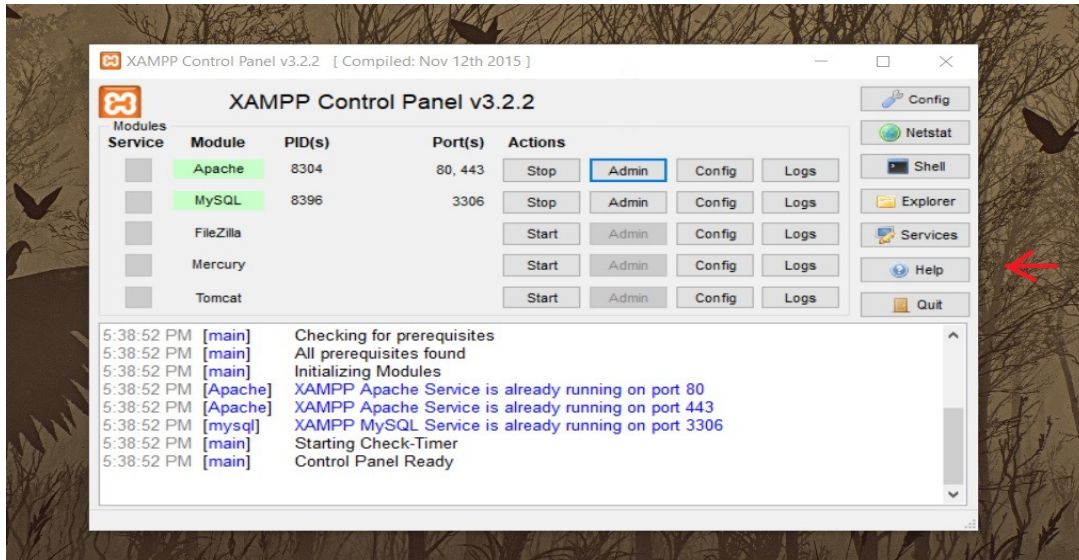 XAMPP Control Panel v3.2.2 [ Compiled: Nov 12th 2015 ]
XAMPP Control Panel v3.2.2
Config
Modules
Netstat
Service Module PID(s) Port(s) Actions
Apache 8304 80, 443 Stop Admin Config Logs
Shell
MySQL 8396 3306 Stop Admin Config Logs
Explorer
FileZilla Start Admin Config Logs
Services
Mercury Start Admin Config Logs
Help
Tomcat Start Admin Config Logs
Quit
5:38:52 PM [main] Checking for prerequisites
5:38:52 PM [main] All prerequisites found
5:38:52 PM [main] Initializing Modules
5:38:52 PM [Apache] XAMPP Apache Service is already running on port 80
5:38:52 PM [Apache] XAMPP Apache Service is already running on port 443
5:38:52 PM [mysql] XAMPP MySQL Service is already running on port 3306
5:38:52 PM [main] Starting Check-Timer
5:38:52 PM [main] Control Panel Ready